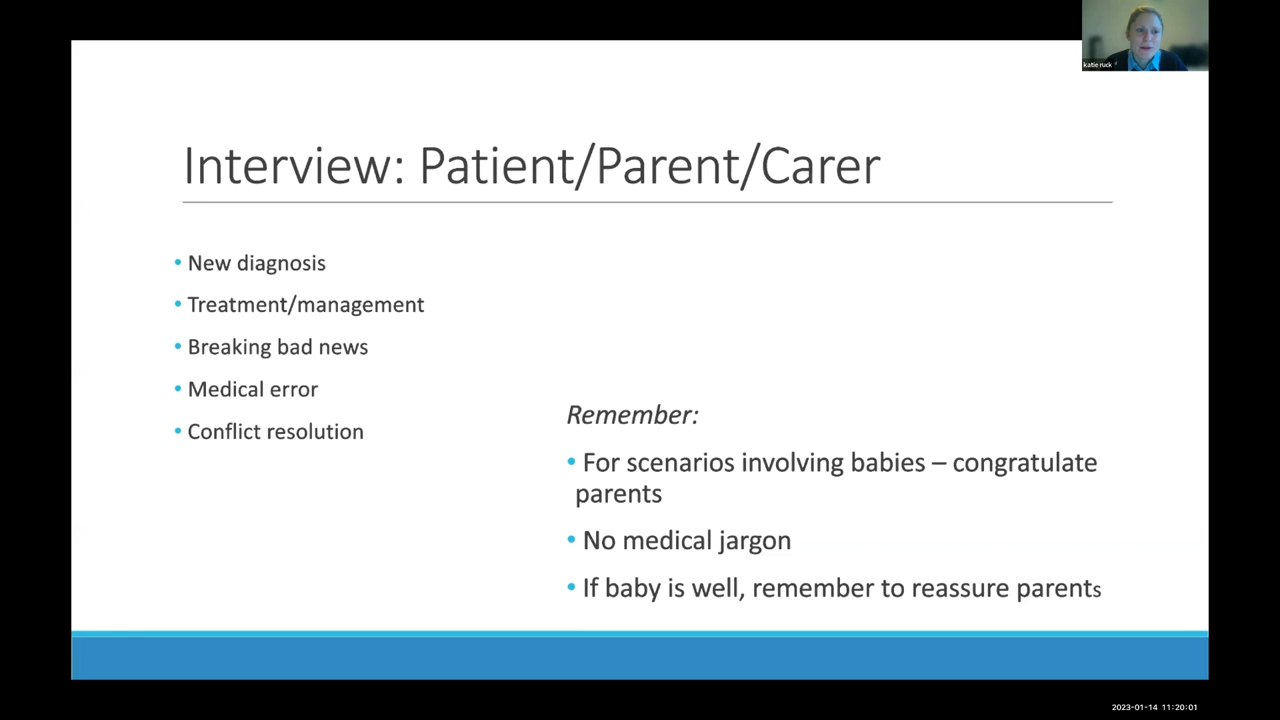 katie ruck
Interview: Patient/Parent/Carer
• New diagnosis
• Treatment/management
• Breaking bad news
• Medical error
• Conflict resolution
Remember:
• For scenarios involving babies – congratulate
parents
• No medical jargon
• If baby is well, remember to reassure parents
2023-01-14 11:20:01